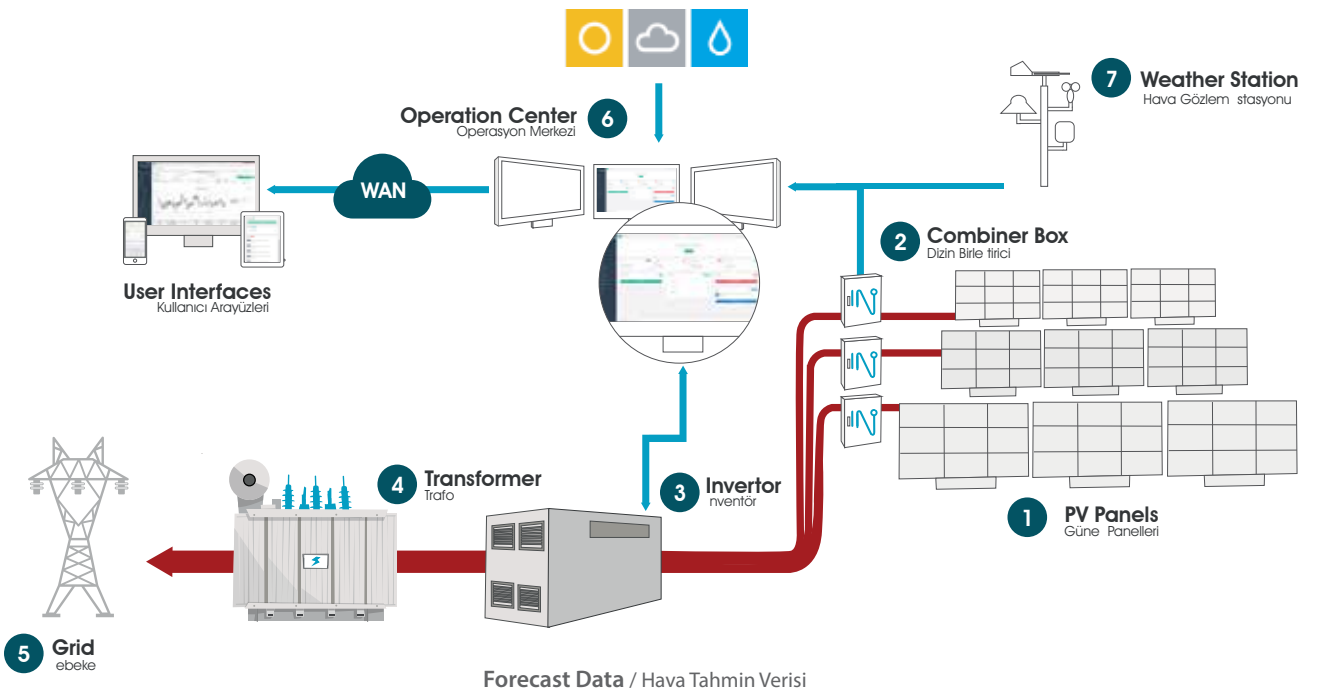 7
Weather Station
Hava Gözlem stasyonu
Operation Center
Operasyon Merkezi
6
WAN
2
Combiner Box
Dizin Birle tirici
User Interfaces
Kullanıcı Arayüzleri
4
Transformer
Trafo
3
Invertor
nventör
1
PV Panels
Güne Panelleri
5
Grid
ebeke
Forecast Data / Hava Tahmin Verisi